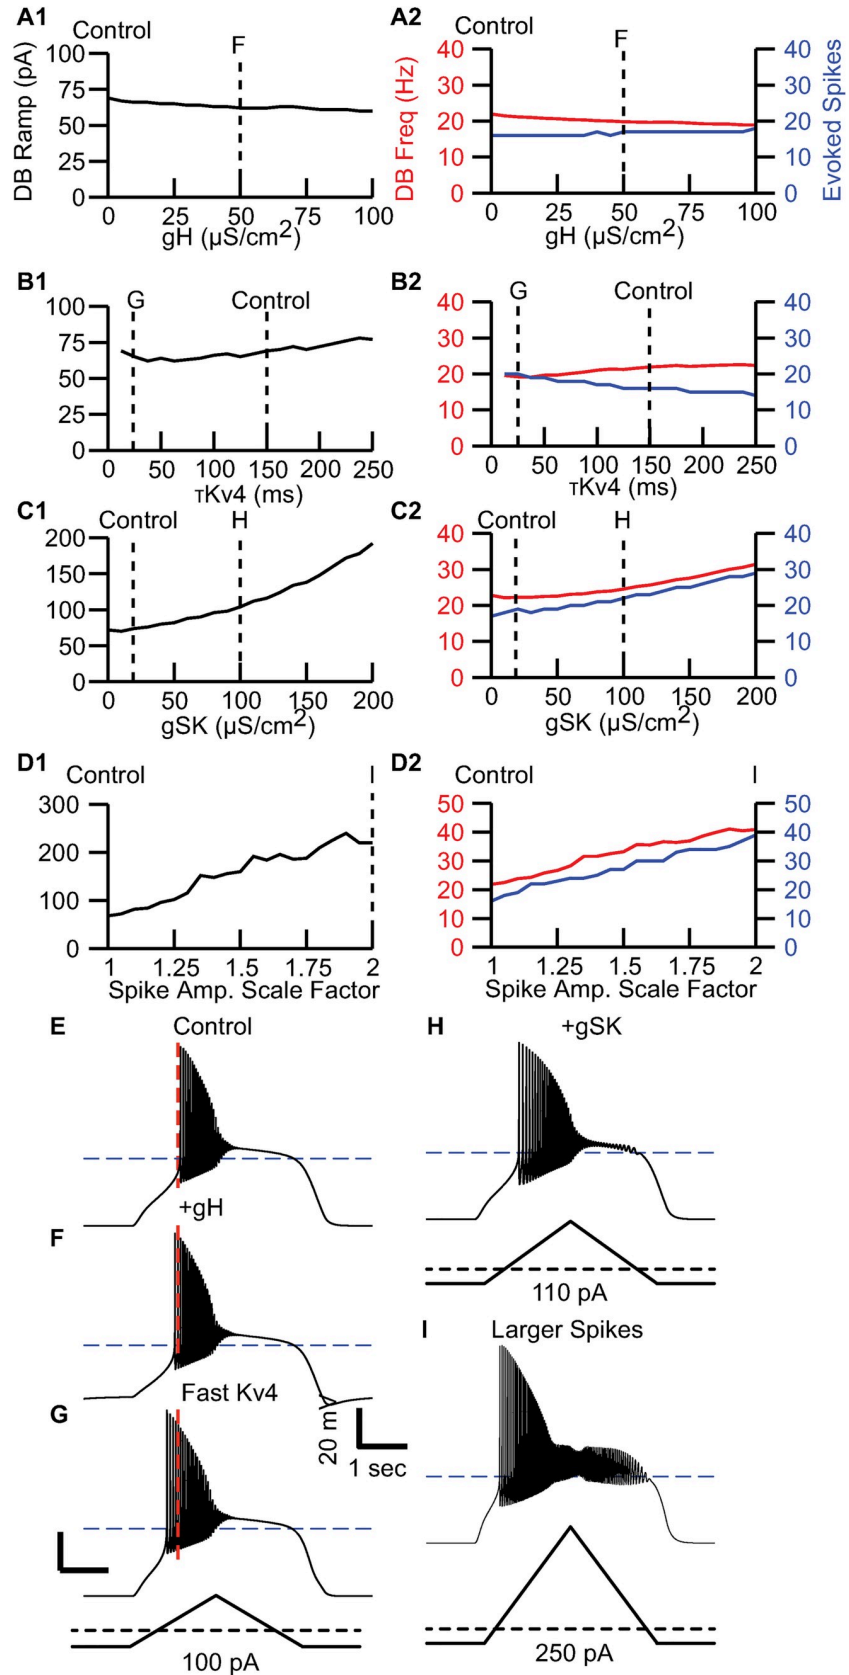 A1
Control
F
DB Ramp (pA)
100
75
50
25
0
0 25 50 75 100
gH (µS/cm2)
A2
Control
F
DB Freq (Hz)
Evoked Spikes
40 40
30 30
20 20
10 10
0 0
0 25 50 75 100
gH (µS/cm2)
B1
G Control
100
75
50
25
0
0 50 100 150 200 250
τKv4 (ms)
B2
G Control
40 40
30 30
20 20
10 10
0 0
0 50 100 150 200 250
τKv4 (ms)
C1
Control H
200
150
100
50
0
0 50 100 150 200
gSK (µS/cm2)
C2
Control H
40 40
30 30
20 20
10 10
0 0
0 50 100 150 200
gSK (µS/cm2)
D1
Control I
300
200
100
0
1 1.25 1.5 1.75 2
Spike Amp. Scale Factor
D2
Control I
50 50
40 40
30 30
20 20
10 10
0 0
1 1.25 1.5 1.75 2
Spike Amp. Scale Factor
E
Control
F
+gH
G
Fast Kv4
20 m
1 sec
100 pA
H
+gSK
110 pA
I
Larger Spikes
250 pA